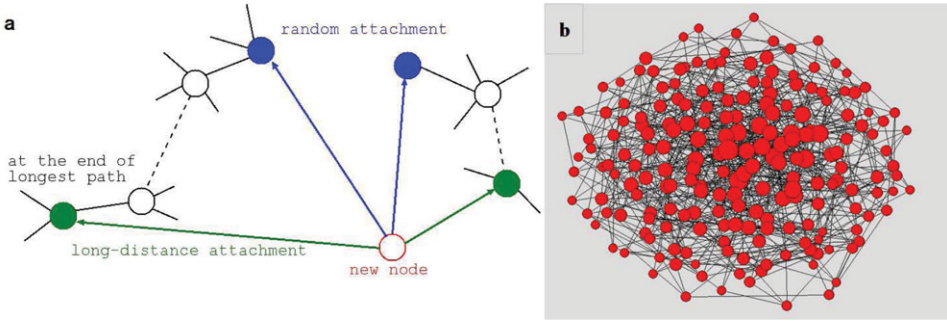 a
random attachment
at the end of
longest path
long-distance attachment
new node
b